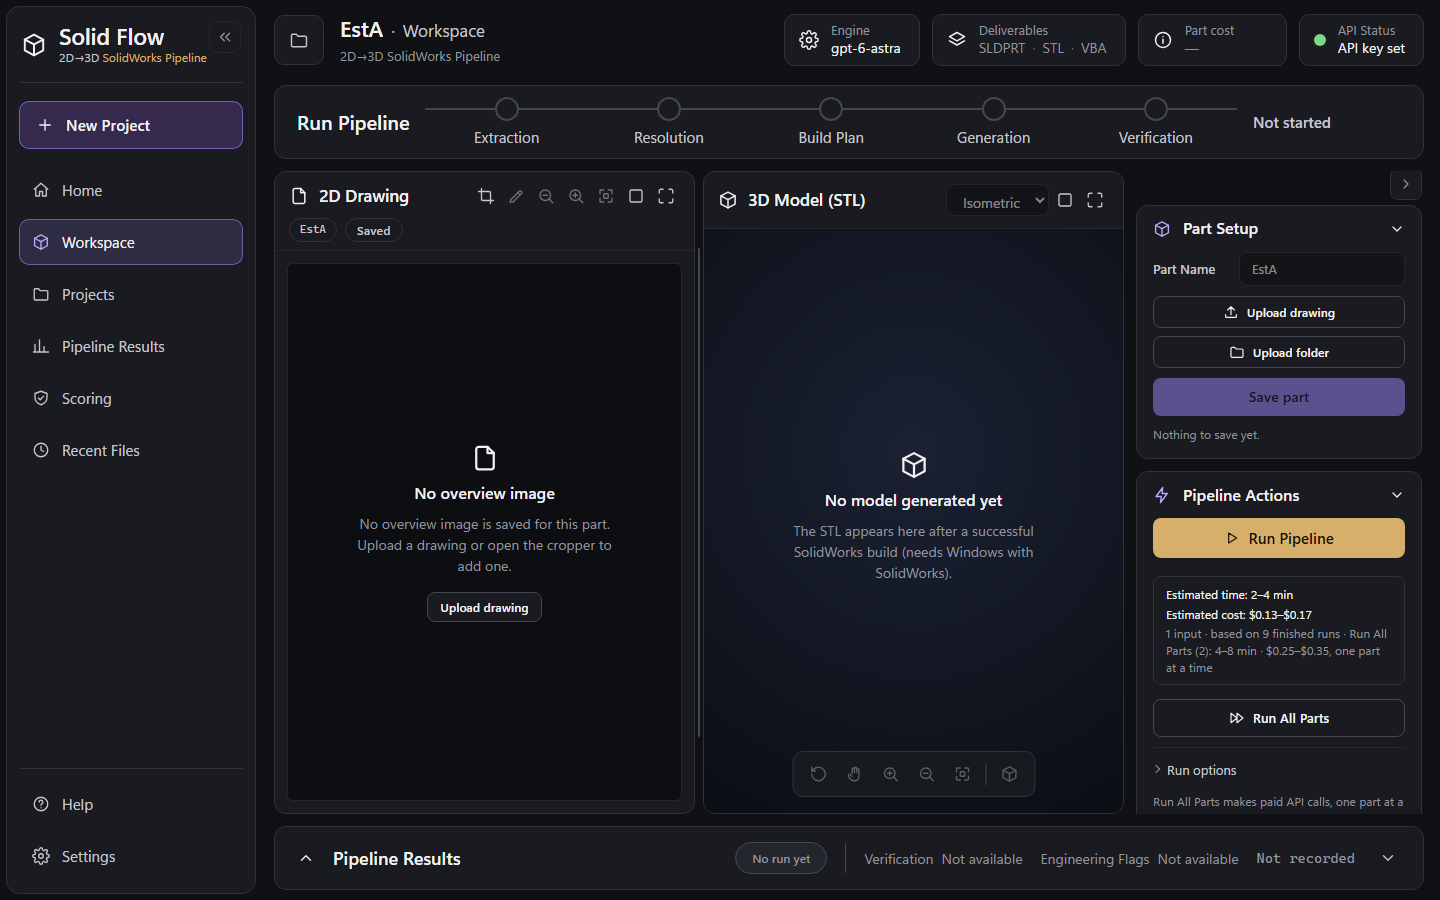 Solid Flow
2D→3D SolidWorks Pipeline
New Project
Home
Workspace
Projects
Pipeline Results
Scoring
Recent Files
Help
Settings
EstA · Workspace
2D→3D SolidWorks Pipeline
Engine
gpt-6-astra
Deliverables
SLDPRT · STL · VBA
Part cost
—
API Status
API key set
Run Pipeline
Extraction
Resolution
Build Plan
Generation
Verification
Not started
2D Drawing
EstA
Saved
No overview image
No overview image is saved for this part.
Upload a drawing or open the cropper to
add one.
Upload drawing
3D Model (STL)
Isometric
No model generated yet
The STL appears here after a successful
SolidWorks build (needs Windows with
SolidWorks).
Part Setup
Part Name
EstA
Upload drawing
Upload folder
Save part
Nothing to save yet.
Pipeline Actions
Run Pipeline
Estimated time: 2–4 min
Estimated cost: $0.13–$0.17
1 input · based on 9 finished runs · Run All
Parts (2): 4–8 min · $0.25–$0.35, one part
at a time
Run All Parts
Run options
Run All Parts makes paid API calls, one part at a
Pipeline Results
No run yet
Verification Not available
Engineering Flags Not available
Not recorded